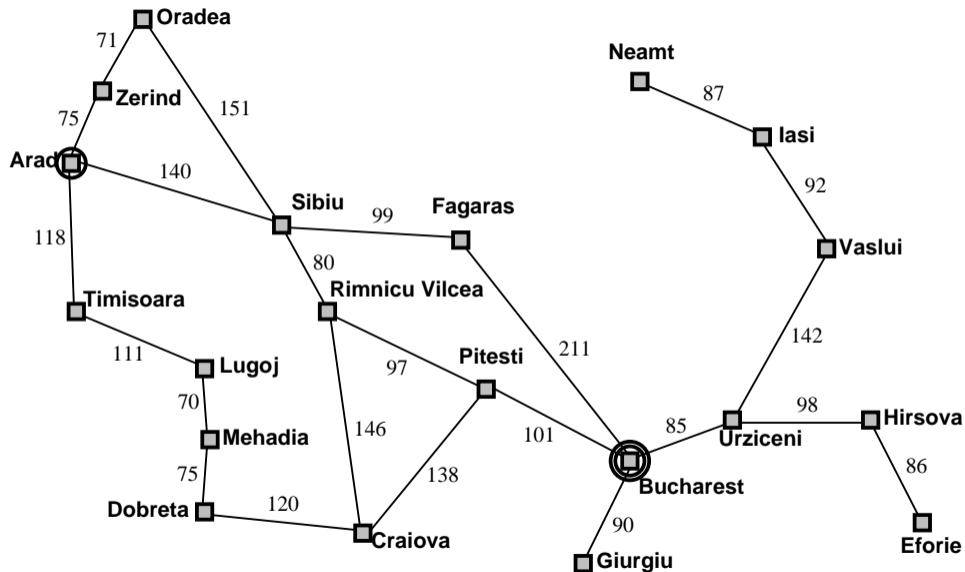 Oradea
71
Neamt
Zerind
87
75
151
Iasi
Arad
140
92
Sibiu
Fagaras
99
118
Vaslui
80
Timisoara
Rimnicu Vilcea
142
111
Lugoj
Pitesti
211
97
70
98
Hirsova
85
Mehadia
146
101
Urziceni
75
138
86
Bucharest
Dobreta
120
90
Craiova
Eforie
Giurgiu